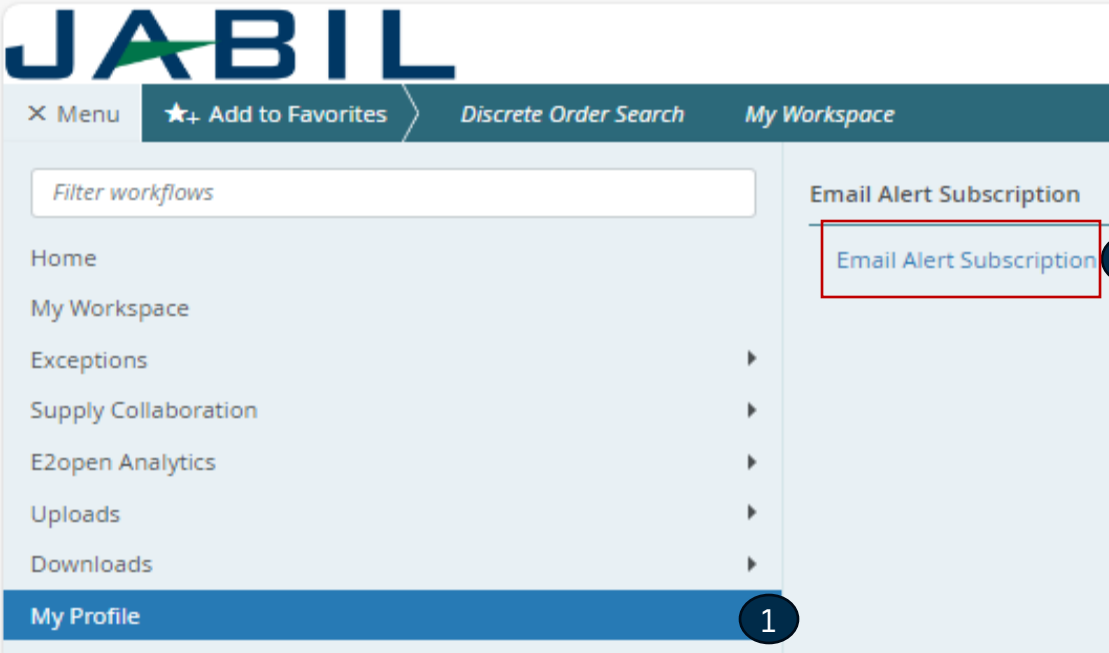 JABIL
Menu
Add to Favorites
Discrete Order Search
My Workspace
Filter workflows
Home
My Workspace
Exceptions
Supply Collaboration
E2open Analytics
Uploads
Downloads
My Profile
1
Email Alert Subscription
Email Alert Subscription